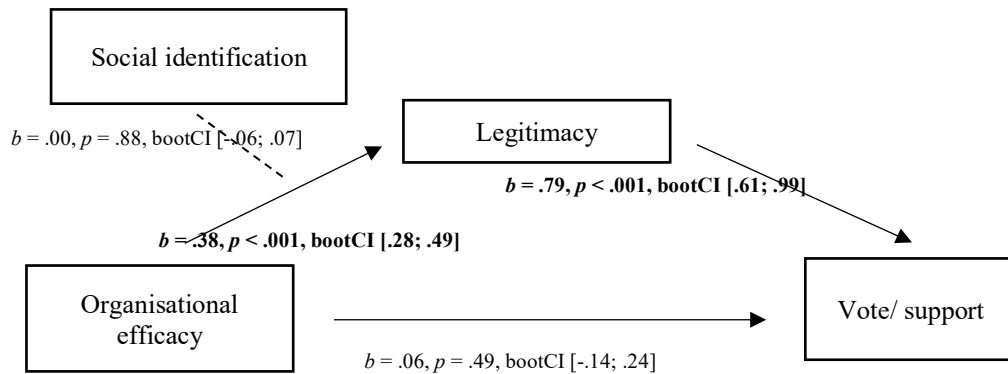 Social identification
b = .00, p = .88, bootCI [-.06; .07]
Legitimacy
b = .79, p < .001, bootCI [.61; .99]
b = .38, p < .001, bootCI [.28; .49]
Organisational
efficacy
Vote/ support
b = .06, p = .49, bootCI [-.14; .24]